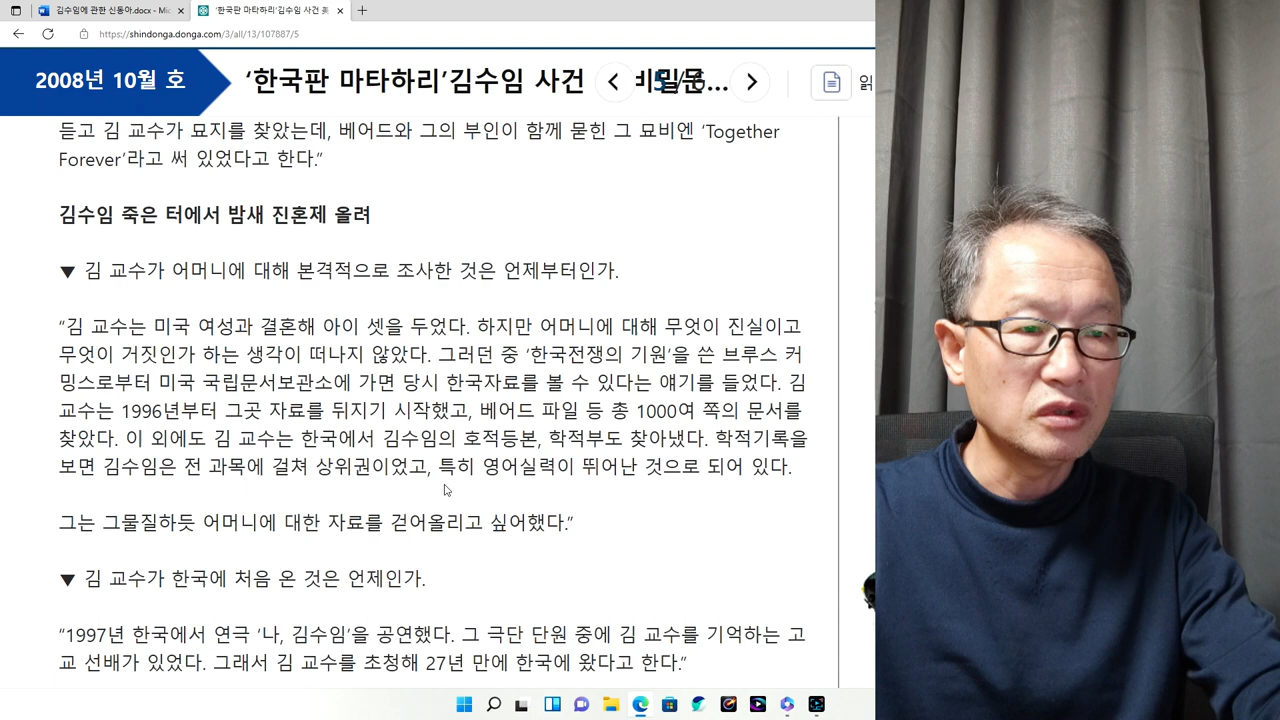 김수임에 관한 신동아.docx - Mic
'한국판 마타하리'김수임 사건 美
https://shindonga.donga.com/3/all/13/107887/5
2008년 10월 호
‘한국판 마타하리’김수임 사건 비밀문...
5 / 6
읽
듣고 김 교수가 묘지를 찾았는데, 베어드와 그의 부인이 함께 묻힌 그 묘비엔 ‘Together
Forever’라고 써 있었다고 한다.”
김수임 죽은 터에서 밤새 진혼제 올려
▼ 김 교수가 어머니에 대해 본격적으로 조사한 것은 언제부터인가.
“김 교수는 미국 여성과 결혼해 아이 셋을 두었다. 하지만 어머니에 대해 무엇이 진실이고
무엇이 거짓인가 하는 생각이 떠나지 않았다. 그러던 중 ‘한국전쟁의 기원’을 쓴 브루스 커
밍스로부터 미국 국립문서보관소에 가면 당시 한국자료를 볼 수 있다는 얘기를 들었다. 김
교수는 1996년부터 그곳 자료를 뒤지기 시작했고, 베어드 파일 등 총 1000여 쪽의 문서를
찾았다. 이 외에도 김 교수는 한국에서 김수임의 호적등본, 학적부도 찾아냈다. 학적기록을
보면 김수임은 전 과목에 걸쳐 상위권이었고, 특히 영어실력이 뛰어난 것으로 되어 있다.
그는 그물질하듯 어머니에 대한 자료를 걷어올리고 싶어했다.”
▼ 김 교수가 한국에 처음 온 것은 언제인가.
“1997년 한국에서 연극 ‘나, 김수임’을 공연했다. 그 극단 단원 중에 김 교수를 기억하는 고
교 선배가 있었다. 그래서 김 교수를 초청해 27년 만에 한국에 왔다고 한다.”